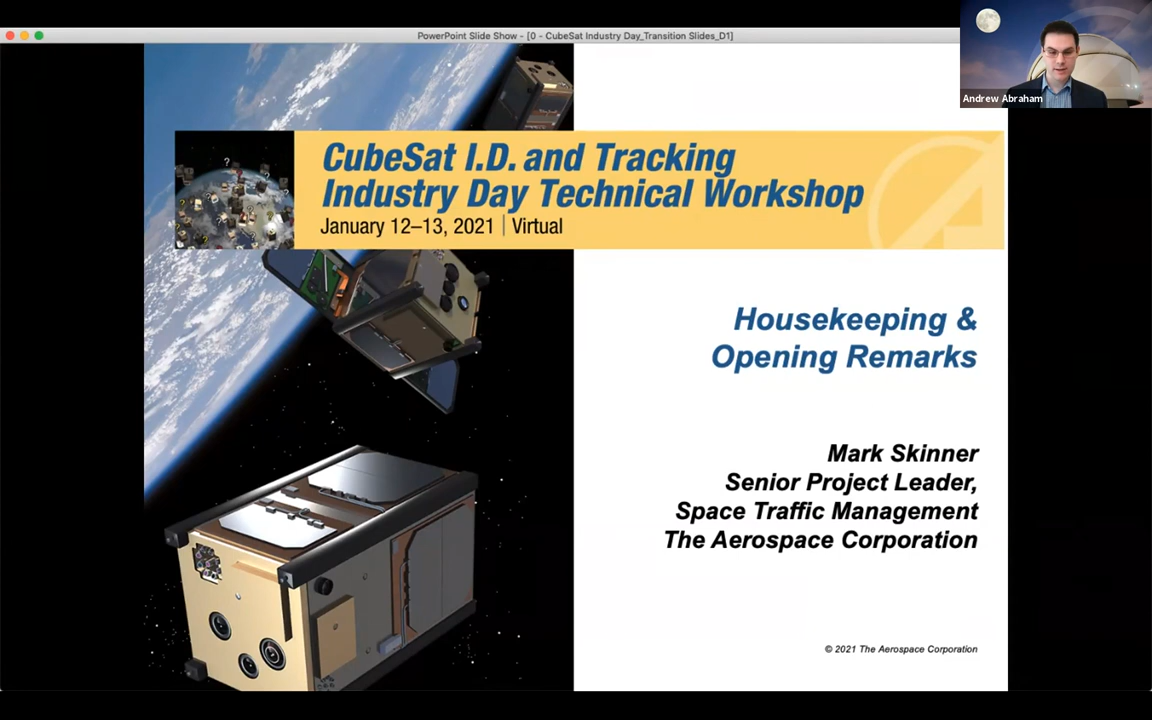 PowerPoint Slide Show - [0 - CubeSat Industry Day_Transition Slides_D1]
Andrew Abraham
CubeSat I.D. and Tracking
Industry Day Technical Workshop
January 12–13, 2021 | Virtual
Housekeeping &
Opening Remarks
Mark Skinner
Senior Project Leader,
Space Traffic Management
The Aerospace Corporation
© 2021 The Aerospace Corporation